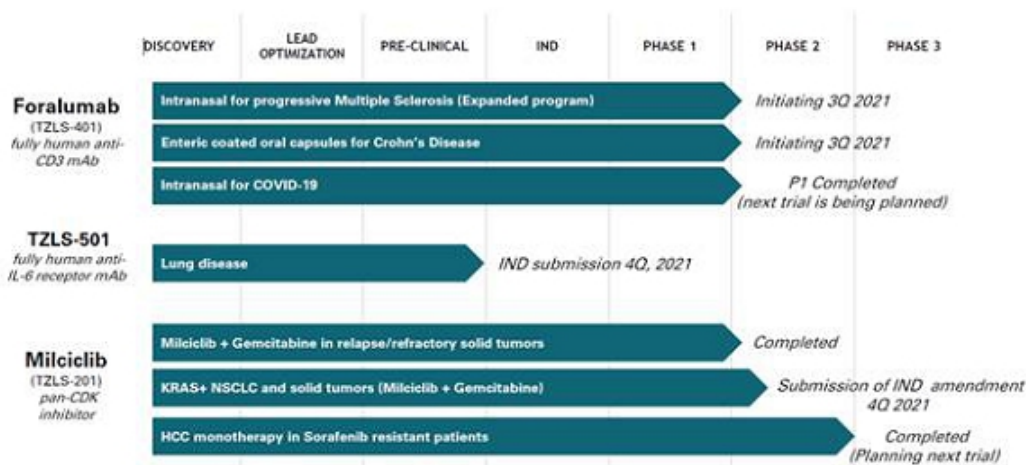 DISCOVERY
LEAD
OPTIMIZATION
PRE-CLINICAL
IND
PHASE 1
PHASE 2
PHASE 3
Foralumab
(TZLS-401)
fully human anti-
CD3 mAb
Intranasal for progressive Multiple Sclerosis (Expanded program)
Initiating 3Q 2021
Enteric coated oral capsules for Crohn's Disease
Initiating 3Q 2021
Intranasal for COVID-19
P1 Completed
(next trial is being planned)
TZLS-501
fully human anti-
IL-6 receptor mAb
Lung disease
IND submission 4Q, 2021
Milciclib
(TZLS-201)
pan-CDK
inhibitor
Milciclib + Gemcitabine in relapse/refractory solid tumors
Completed
KRAS+ NSCLC and solid tumors (Milciclib + Gemcitabine)
Submission of IND amendment
4Q 2021
HCC monotherapy in Sorafenib resistant patients
Completed
(Planning next trial)